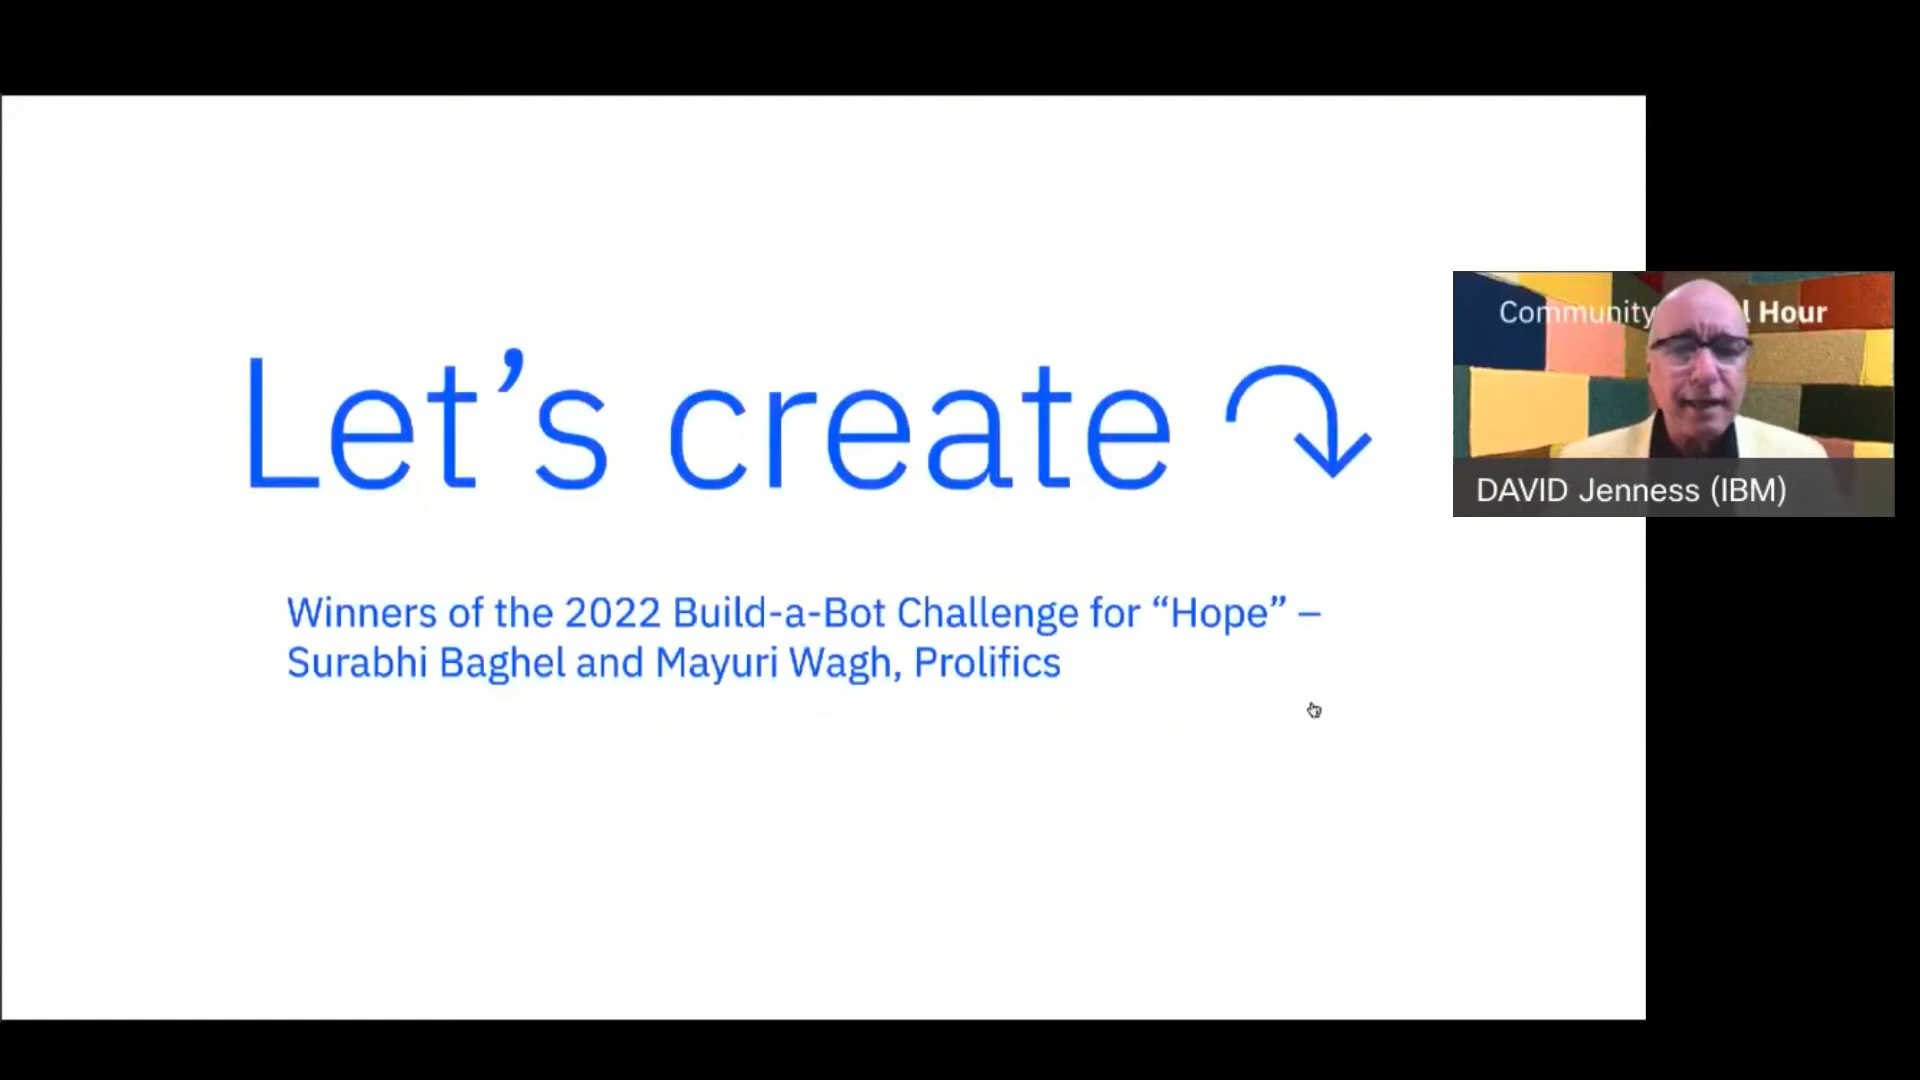 Let’s create
Winners of the 2022 Build-a-Bot Challenge for “Hope” –
Surabhi Baghel and Mayuri Wagh, Prolifics
Community Hour
DAVID Jenness (IBM)